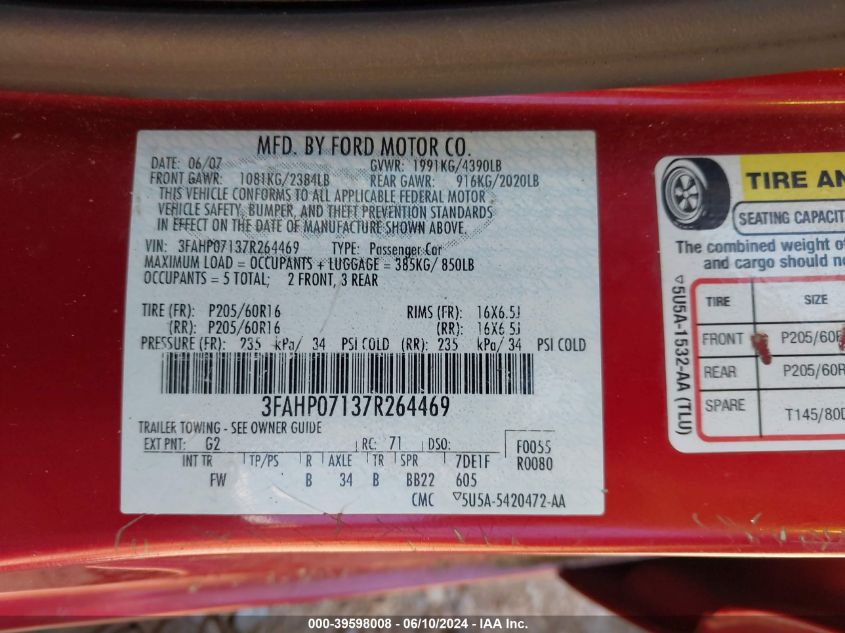 MFD. BY FORD MOTOR CO.
DATE: 06/07 GVWR: 1991KG/4390LB
FRONT GAWR: 1081KG/2384LB REAR GAWR: 916KG/2020LB
THIS VEHICLE CONFORMS TO ALL APPLICABLE FEDERAL MOTOR
VEHICLE SAFETY, BUMPER, AND THEFT PREVENTION STANDARDS
IN EFFECT ON THE DATE OF MANUFACTURE SHOWN ABOVE.
VIN: 3FAHP07137R264469 TYPE: Passenger Car
MAXIMUM LOAD = OCCUPANTS + LUGGAGE = 385KG/ 850LB
OCCUPANTS = 5 TOTAL; 2 FRONT, 3 REAR
TIRE (FR): P205/60R16 RIMS (FR): 16X6.5J
(RR): P205/60R16 (RR): 16X6.5J
PRESSURE (FR): 235 kPa/ 34 PSI COLD (RR): 235 kPa/ 34 PSI COLD
3FAHP07137R264469
TRAILER TOWING - SEE OWNER GUIDE
EXT PNT: G2 RC: 71 DSO: F0055
INT TR TP/PS R AXLE TR SPR 7DE1F R0080
FW B 34 B BB22 605
CMC ▽5U5A-5420472-AA
TIRE AN
SEATING CAPACIT
The combined weight of
and cargo should ne
▽5U5A-1532-AA (TLU)
TIRE SIZE
FRONT P205/60
REAR P205/60R
SPARE T145/80D
000-39598008 - 06/10/2024 - IAA Inc.